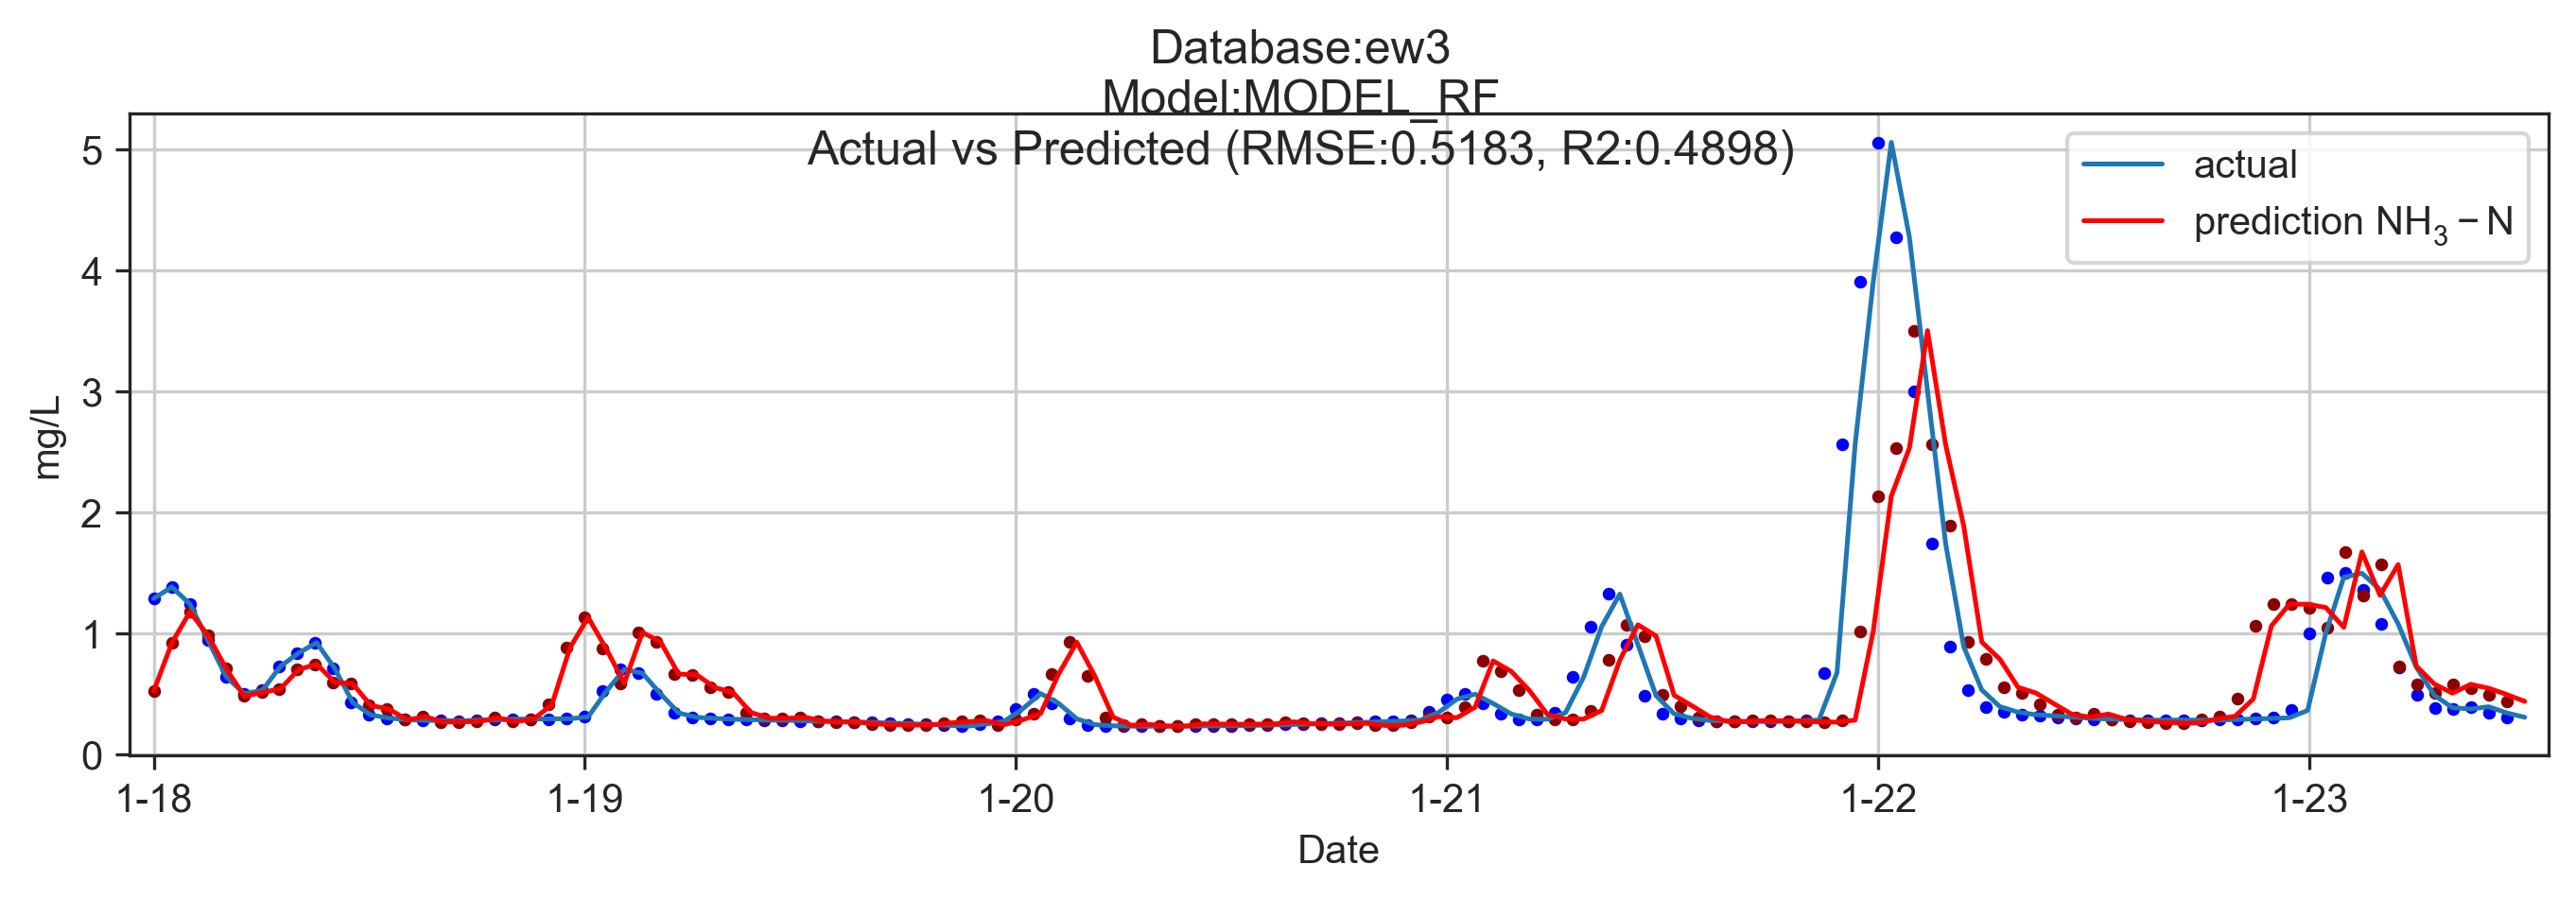 Database:ew3
Model:MODEL_RF
Actual vs Predicted (RMSE:0.5183, R2:0.4898)
actual
prediction NH₃ − N
5
4
3
2
1
0
mg/L
1-18 1-19 1-20 1-21 1-22 1-23
Date